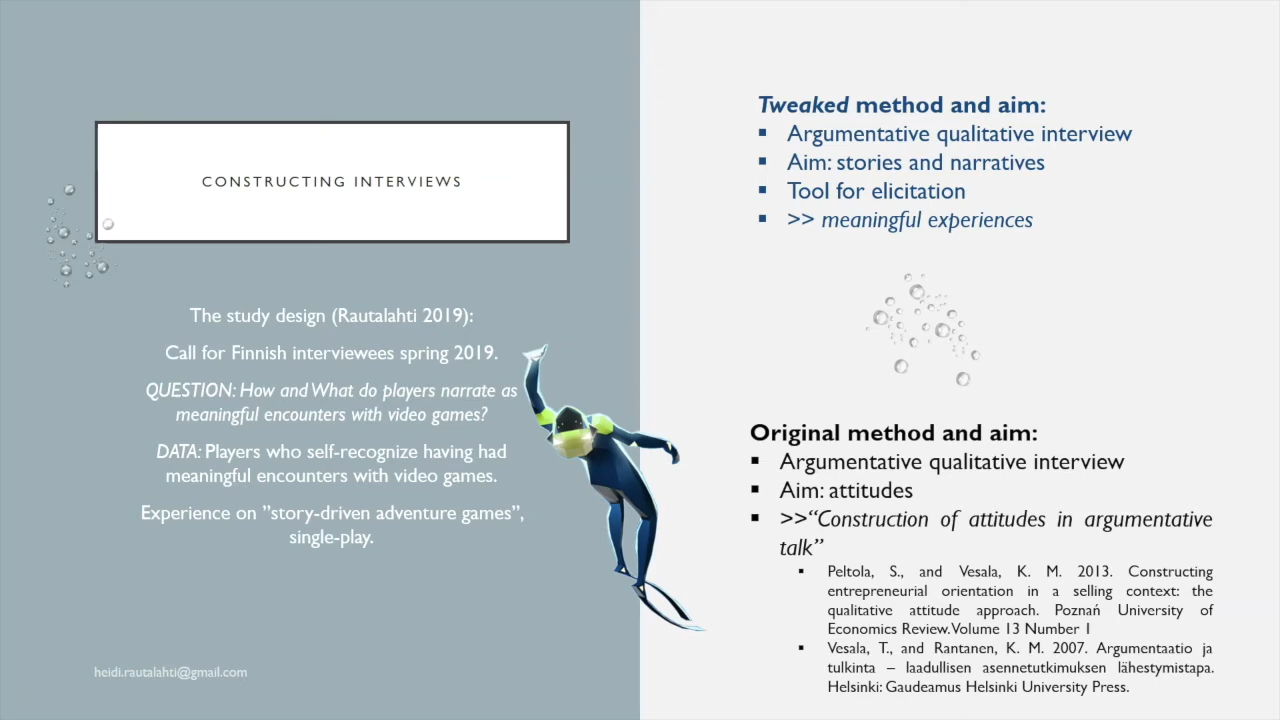 CONSTRUCTING INTERVIEWS
The study design (Rautalahti 2019):
Call for Finnish interviewees spring 2019.
QUESTION: How and What do players narrate as
meaningful encounters with video games?
DATA: Players who self-recognize having had
meaningful encounters with video games.
Experience on ”story-driven adventure games”,
single-play.
heidi.rautalahti@gmail.com
Tweaked method and aim:
▪ Argumentative qualitative interview
▪ Aim: stories and narratives
▪ Tool for elicitation
▪ >> meaningful experiences
Original method and aim:
▪ Argumentative qualitative interview
▪ Aim: attitudes
▪ >>“Construction of attitudes in argumentative
talk”
▪ Peltola, S., and Vesala, K. M. 2013. Constructing
entrepreneurial orientation in a selling context: the
qualitative attitude approach. Poznań University of
Economics Review. Volume 13 Number 1
▪ Vesala, T., and Rantanen, K. M. 2007. Argumentaatio ja
tulkinta – laadullisen asennetutkimuksen lähestymistapa.
Helsinki: Gaudeamus Helsinki University Press.